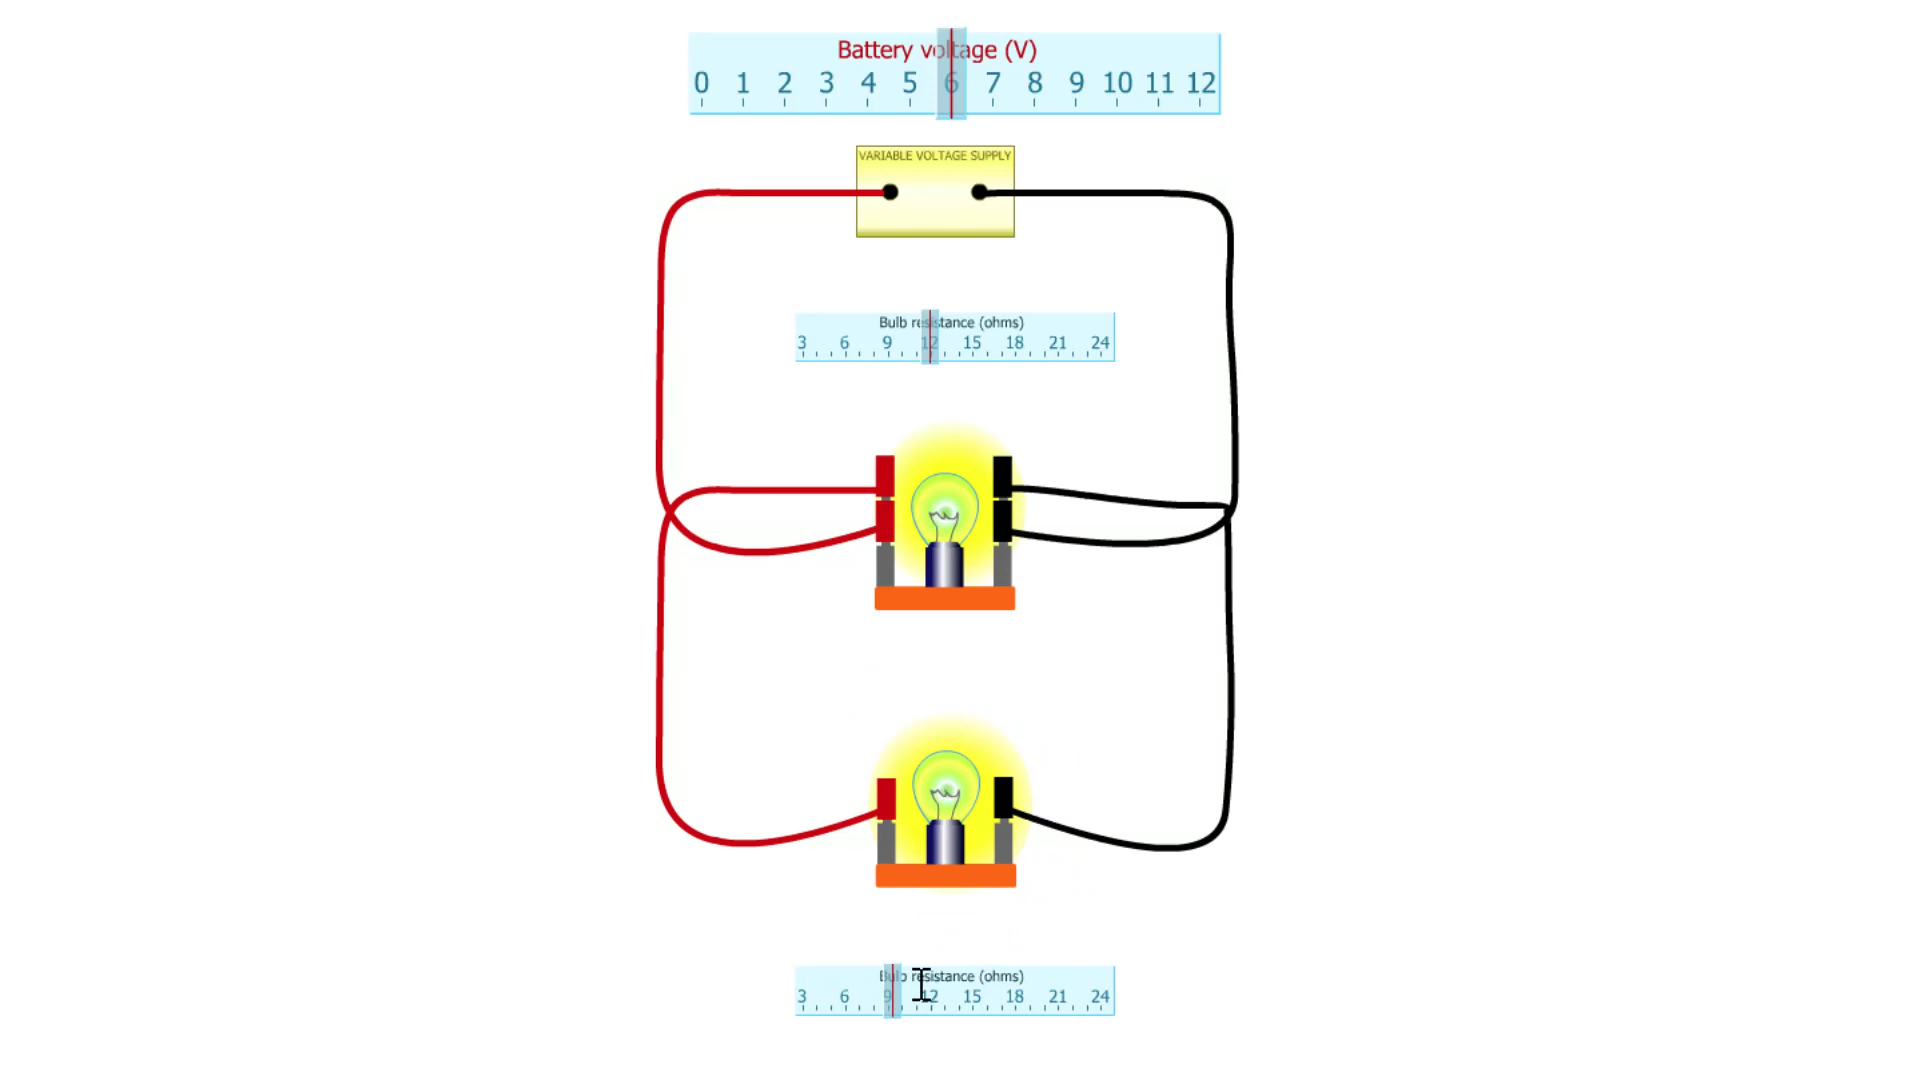 Battery voltage (V)
0 1 2 3 4 5 6 7 8 9 10 11 12
VARIABLE VOLTAGE SUPPLY
Bulb resistance (ohms)
3 6 9 12 15 18 21 24
Bulb resistance (ohms)
3 6 9 12 15 18 21 24